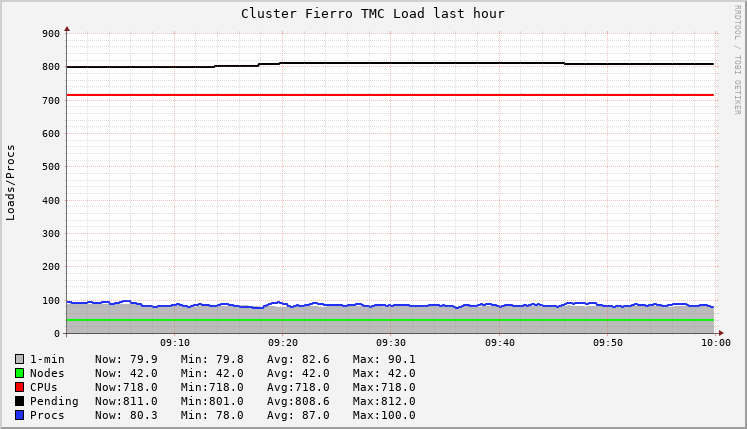 Cluster Fierro TMC Load last hour
RRDTOOL / TOBI OETIKER
Loads/Procs
900
800
700
600
500
400
300
200
100
0
09:10 09:20 09:30 09:40 09:50 10:00
1-min Now: 79.9 Min: 79.8 Avg: 82.6 Max: 90.1
Nodes Now: 42.0 Min: 42.0 Avg: 42.0 Max: 42.0
CPUs Now:718.0 Min:718.0 Avg:718.0 Max:718.0
Pending Now:811.0 Min:801.0 Avg:808.6 Max:812.0
Procs Now: 80.3 Min: 78.0 Avg: 87.0 Max:100.0